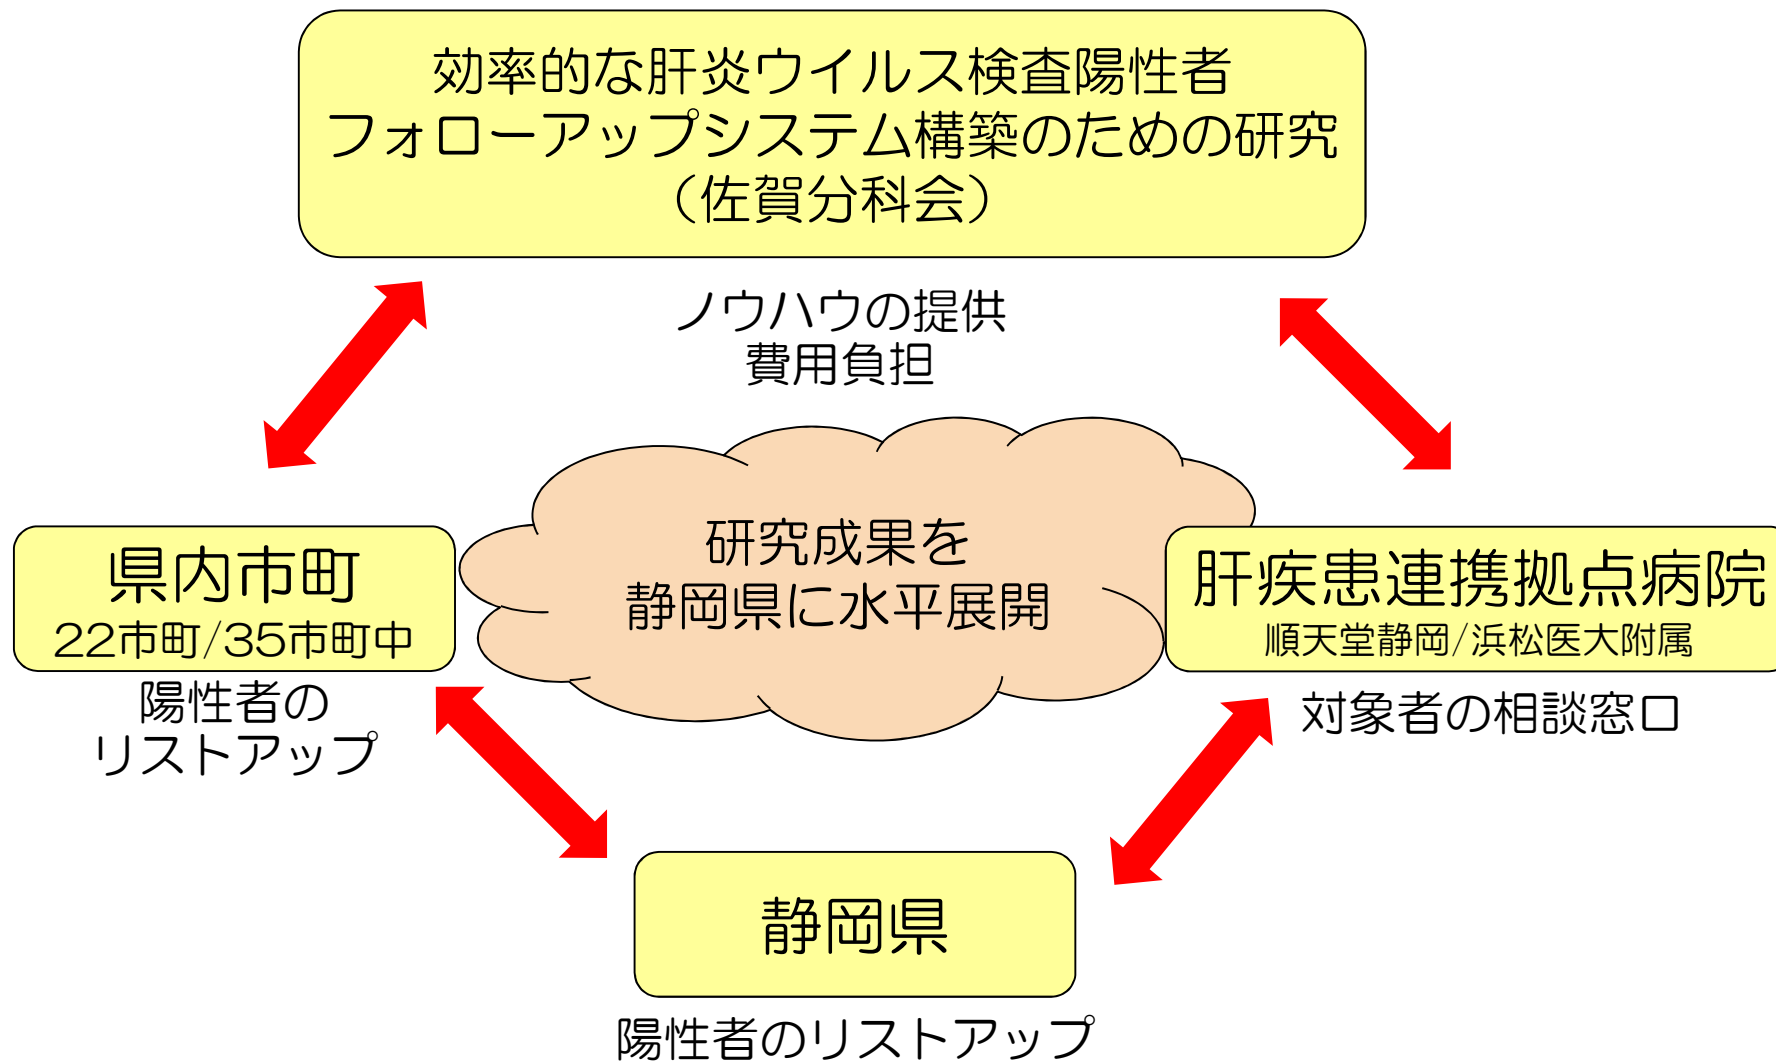 効率的な肝炎ウイルス検査陽性者
フォローアップシステム構築のための研究
（佐賀分科会）
ノウハウの提供
費用負担
研究成果を
静岡県に水平展開
県内市町
22市町/35市町中
陽性者の
リストアップ
肝疾患連携拠点病院
順天堂静岡/浜松医大附属
対象者の相談窓口
静岡県
陽性者のリストアップ